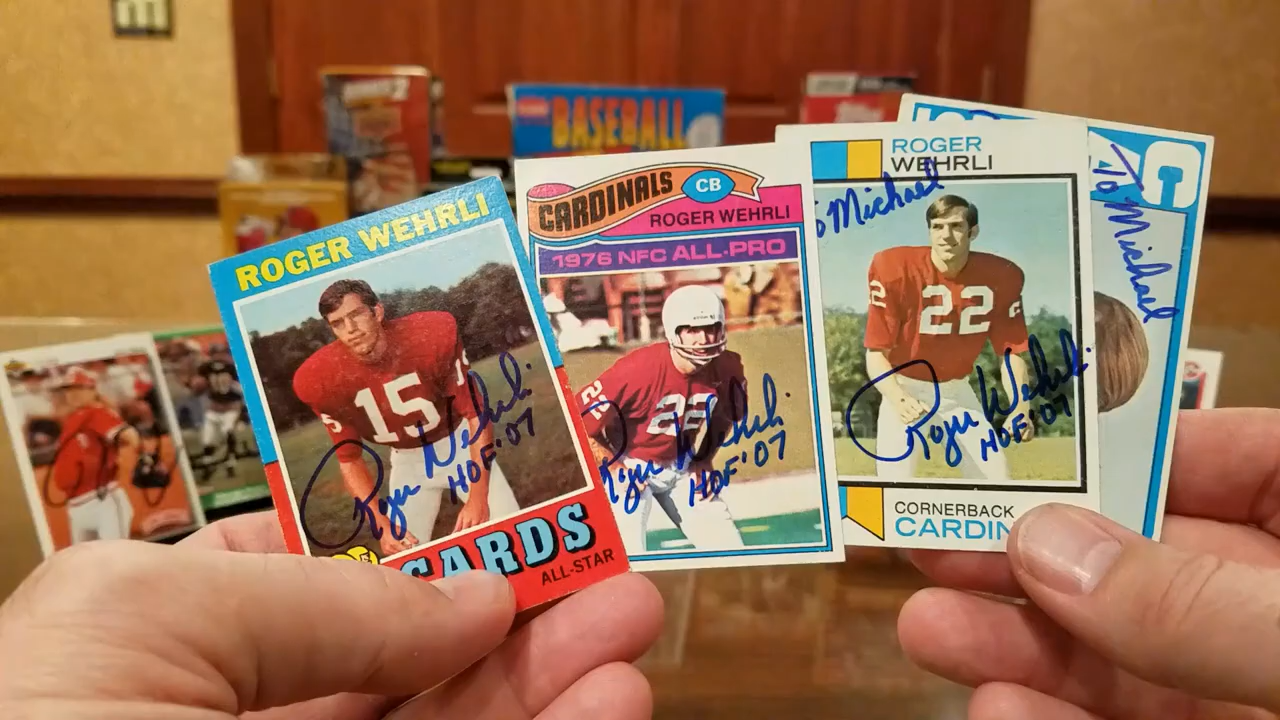 BASEBALL
ROGER WEHRLI
15
Roger Wehrli
HOF '07
CARDS
ALL-STAR
CARDINALS CB
ROGER WEHRLI
1976 NFC ALL-PRO
22
22
Roger Wehrli
HOF '07
ROGER
WEHRLI
Michael
22
Roger Wehrli
HOF '07
CORNERBACK
CARDIN
C
To Michael